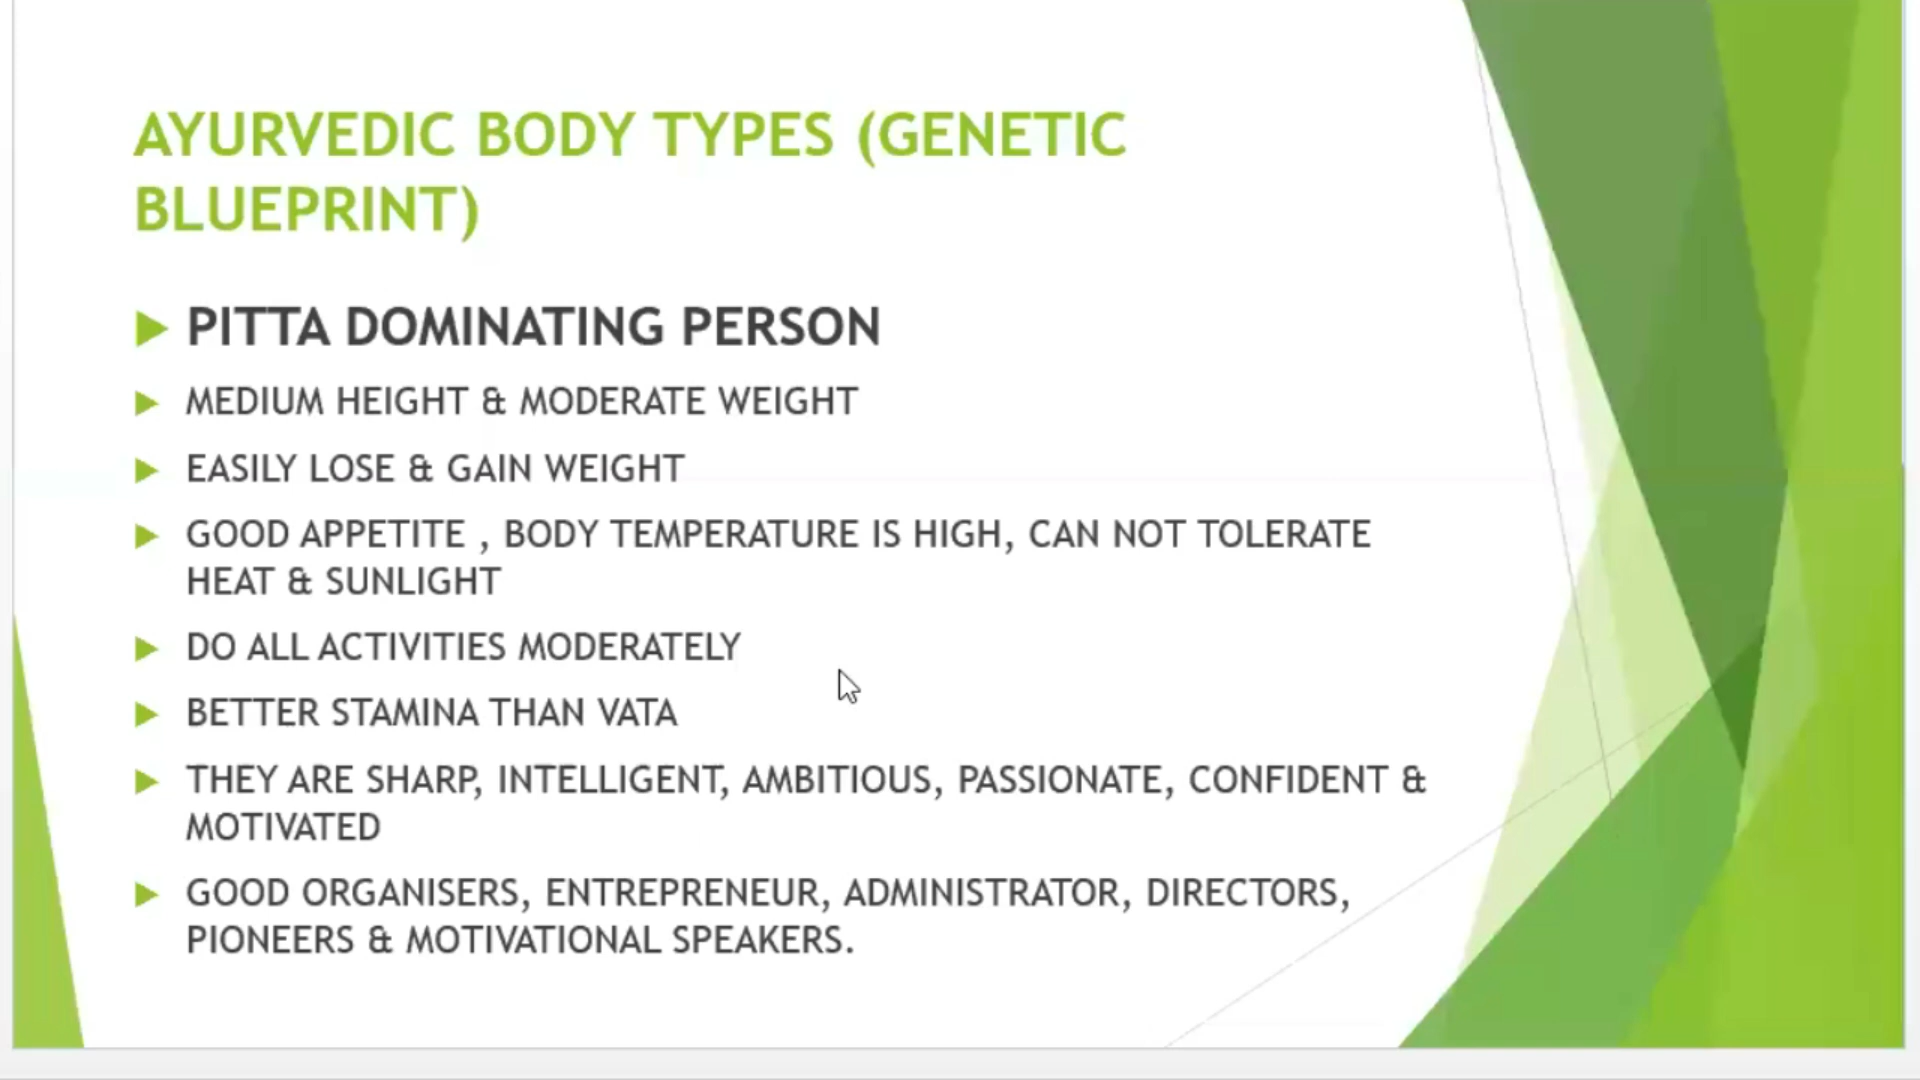 AYURVEDIC BODY TYPES (GENETIC
BLUEPRINT)
PITTA DOMINATING PERSON
MEDIUM HEIGHT & MODERATE WEIGHT
EASILY LOSE & GAIN WEIGHT
GOOD APPETITE , BODY TEMPERATURE IS HIGH, CAN NOT TOLERATE
HEAT & SUNLIGHT
DO ALL ACTIVITIES MODERATELY
BETTER STAMINA THAN VATA
THEY ARE SHARP, INTELLIGENT, AMBITIOUS, PASSIONATE, CONFIDENT &
MOTIVATED
GOOD ORGANISERS, ENTREPRENEUR, ADMINISTRATOR, DIRECTORS,
PIONEERS & MOTIVATIONAL SPEAKERS.